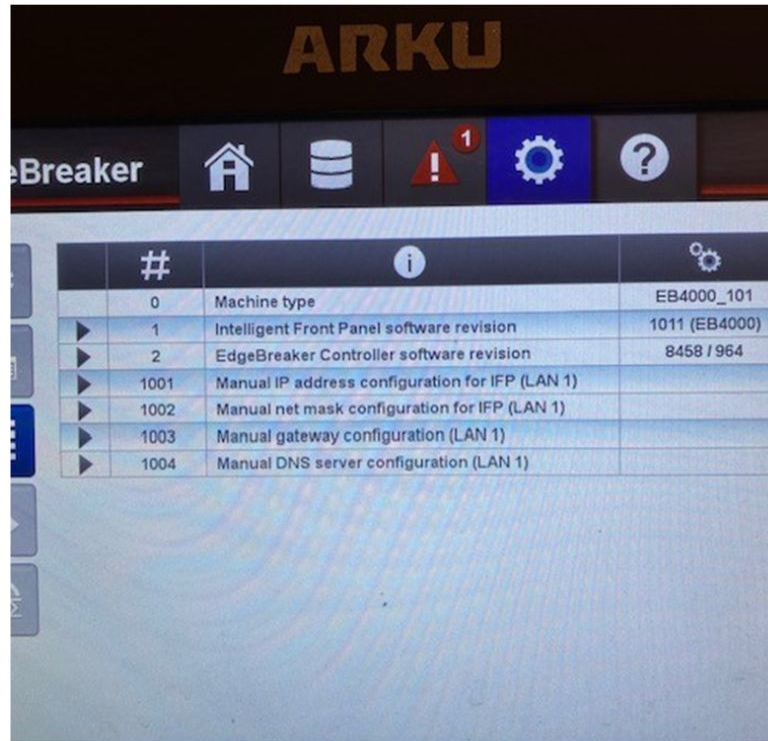 ARKU
eBreaker
1
?
# i
0 Machine type EB4000_101
1 Intelligent Front Panel software revision 1011 (EB4000)
2 EdgeBreaker Controller software revision 8458 / 964
1001 Manual IP address configuration for IFP (LAN 1)
1002 Manual net mask configuration for IFP (LAN 1)
1003 Manual gateway configuration (LAN 1)
1004 Manual DNS server configuration (LAN 1)